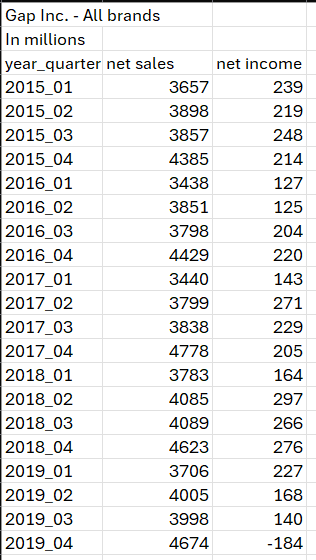 Gap Inc. - All brands
In millions
year_quarter net sales net income
2015_01 3657 239
2015_02 3898 219
2015_03 3857 248
2015_04 4385 214
2016_01 3438 127
2016_02 3851 125
2016_03 3798 204
2016_04 4429 220
2017_01 3440 143
2017_02 3799 271
2017_03 3838 229
2017_04 4778 205
2018_01 3783 164
2018_02 4085 297
2018_03 4089 266
2018_04 4623 276
2019_01 3706 227
2019_02 4005 168
2019_03 3998 140
2019_04 4674 -184